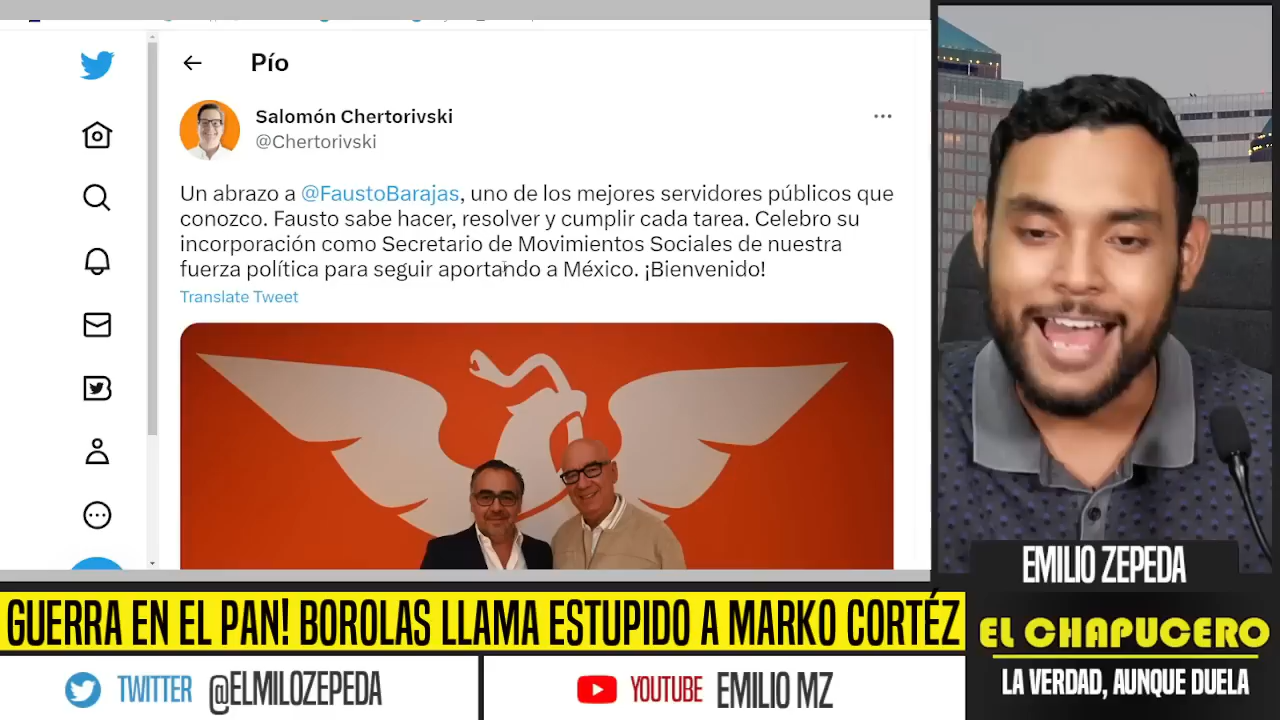 Pío
Salomón Chertorivski
@Chertorivski
Un abrazo a @FaustoBarajas, uno de los mejores servidores públicos que
conozco. Fausto sabe hacer, resolver y cumplir cada tarea. Celebro su
incorporación como Secretario de Movimientos Sociales de nuestra
fuerza política para seguir aportando a México. ¡Bienvenido!
Translate Tweet
EMILIO ZEPEDA
GUERRA EN EL PAN! BOROLAS LLAMA ESTUPIDO A MARKO CORTÉZ
EL CHAPUCERO
LA VERDAD, AUNQUE DUELA
TWITTER @ELMILOZEPEDA
YOUTUBE EMILIO MZ